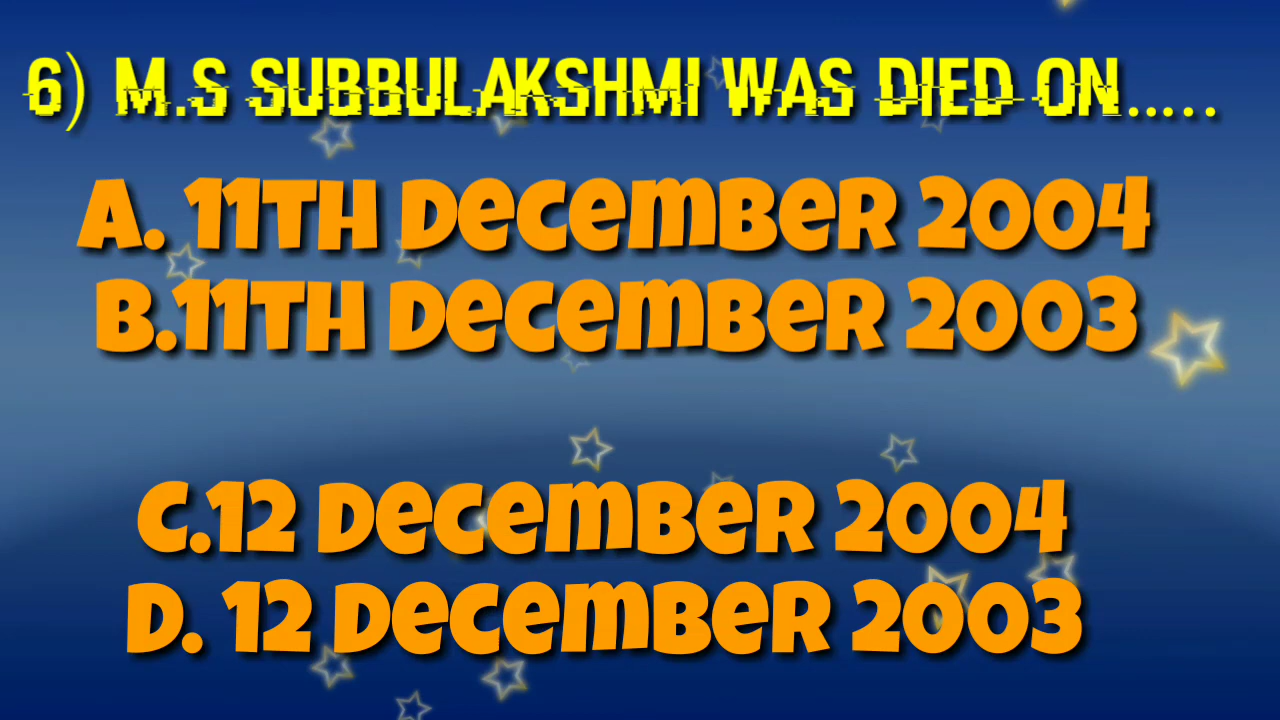 6) M.S SUBBULAKSHMI WAS DIED ON.....
A. 11TH DECEMBER 2004
B.11TH DECEMBER 2003
C.12 DECEMBER 2004
D. 12 DECEMBER 2003